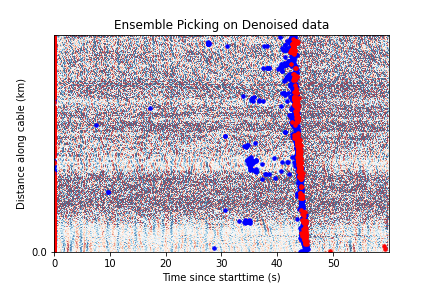 Ensemble Picking on Denoised data
Distance along cable (km)
0.0
0 10 20 30 40 50
Time since starttime (s)